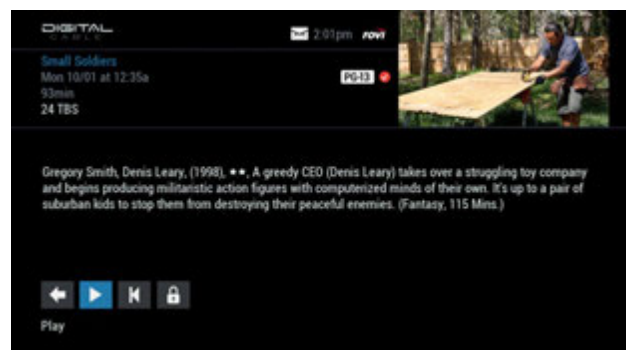 DIGITAL
CABLE
2:01pm rovi
Small Soldiers
Mon 10/01 at 12:35a
PG-13
93min
24 TBS
Gregory Smith, Denis Leary, (1998), ★★, A greedy CEO (Denis Leary) takes over a struggling toy company
and begins producing militaristic action figures with computerized minds of their own. It's up to a pair of
suburban kids to stop them from destroying their peaceful enemies. (Fantasy, 115 Mins.)
Play